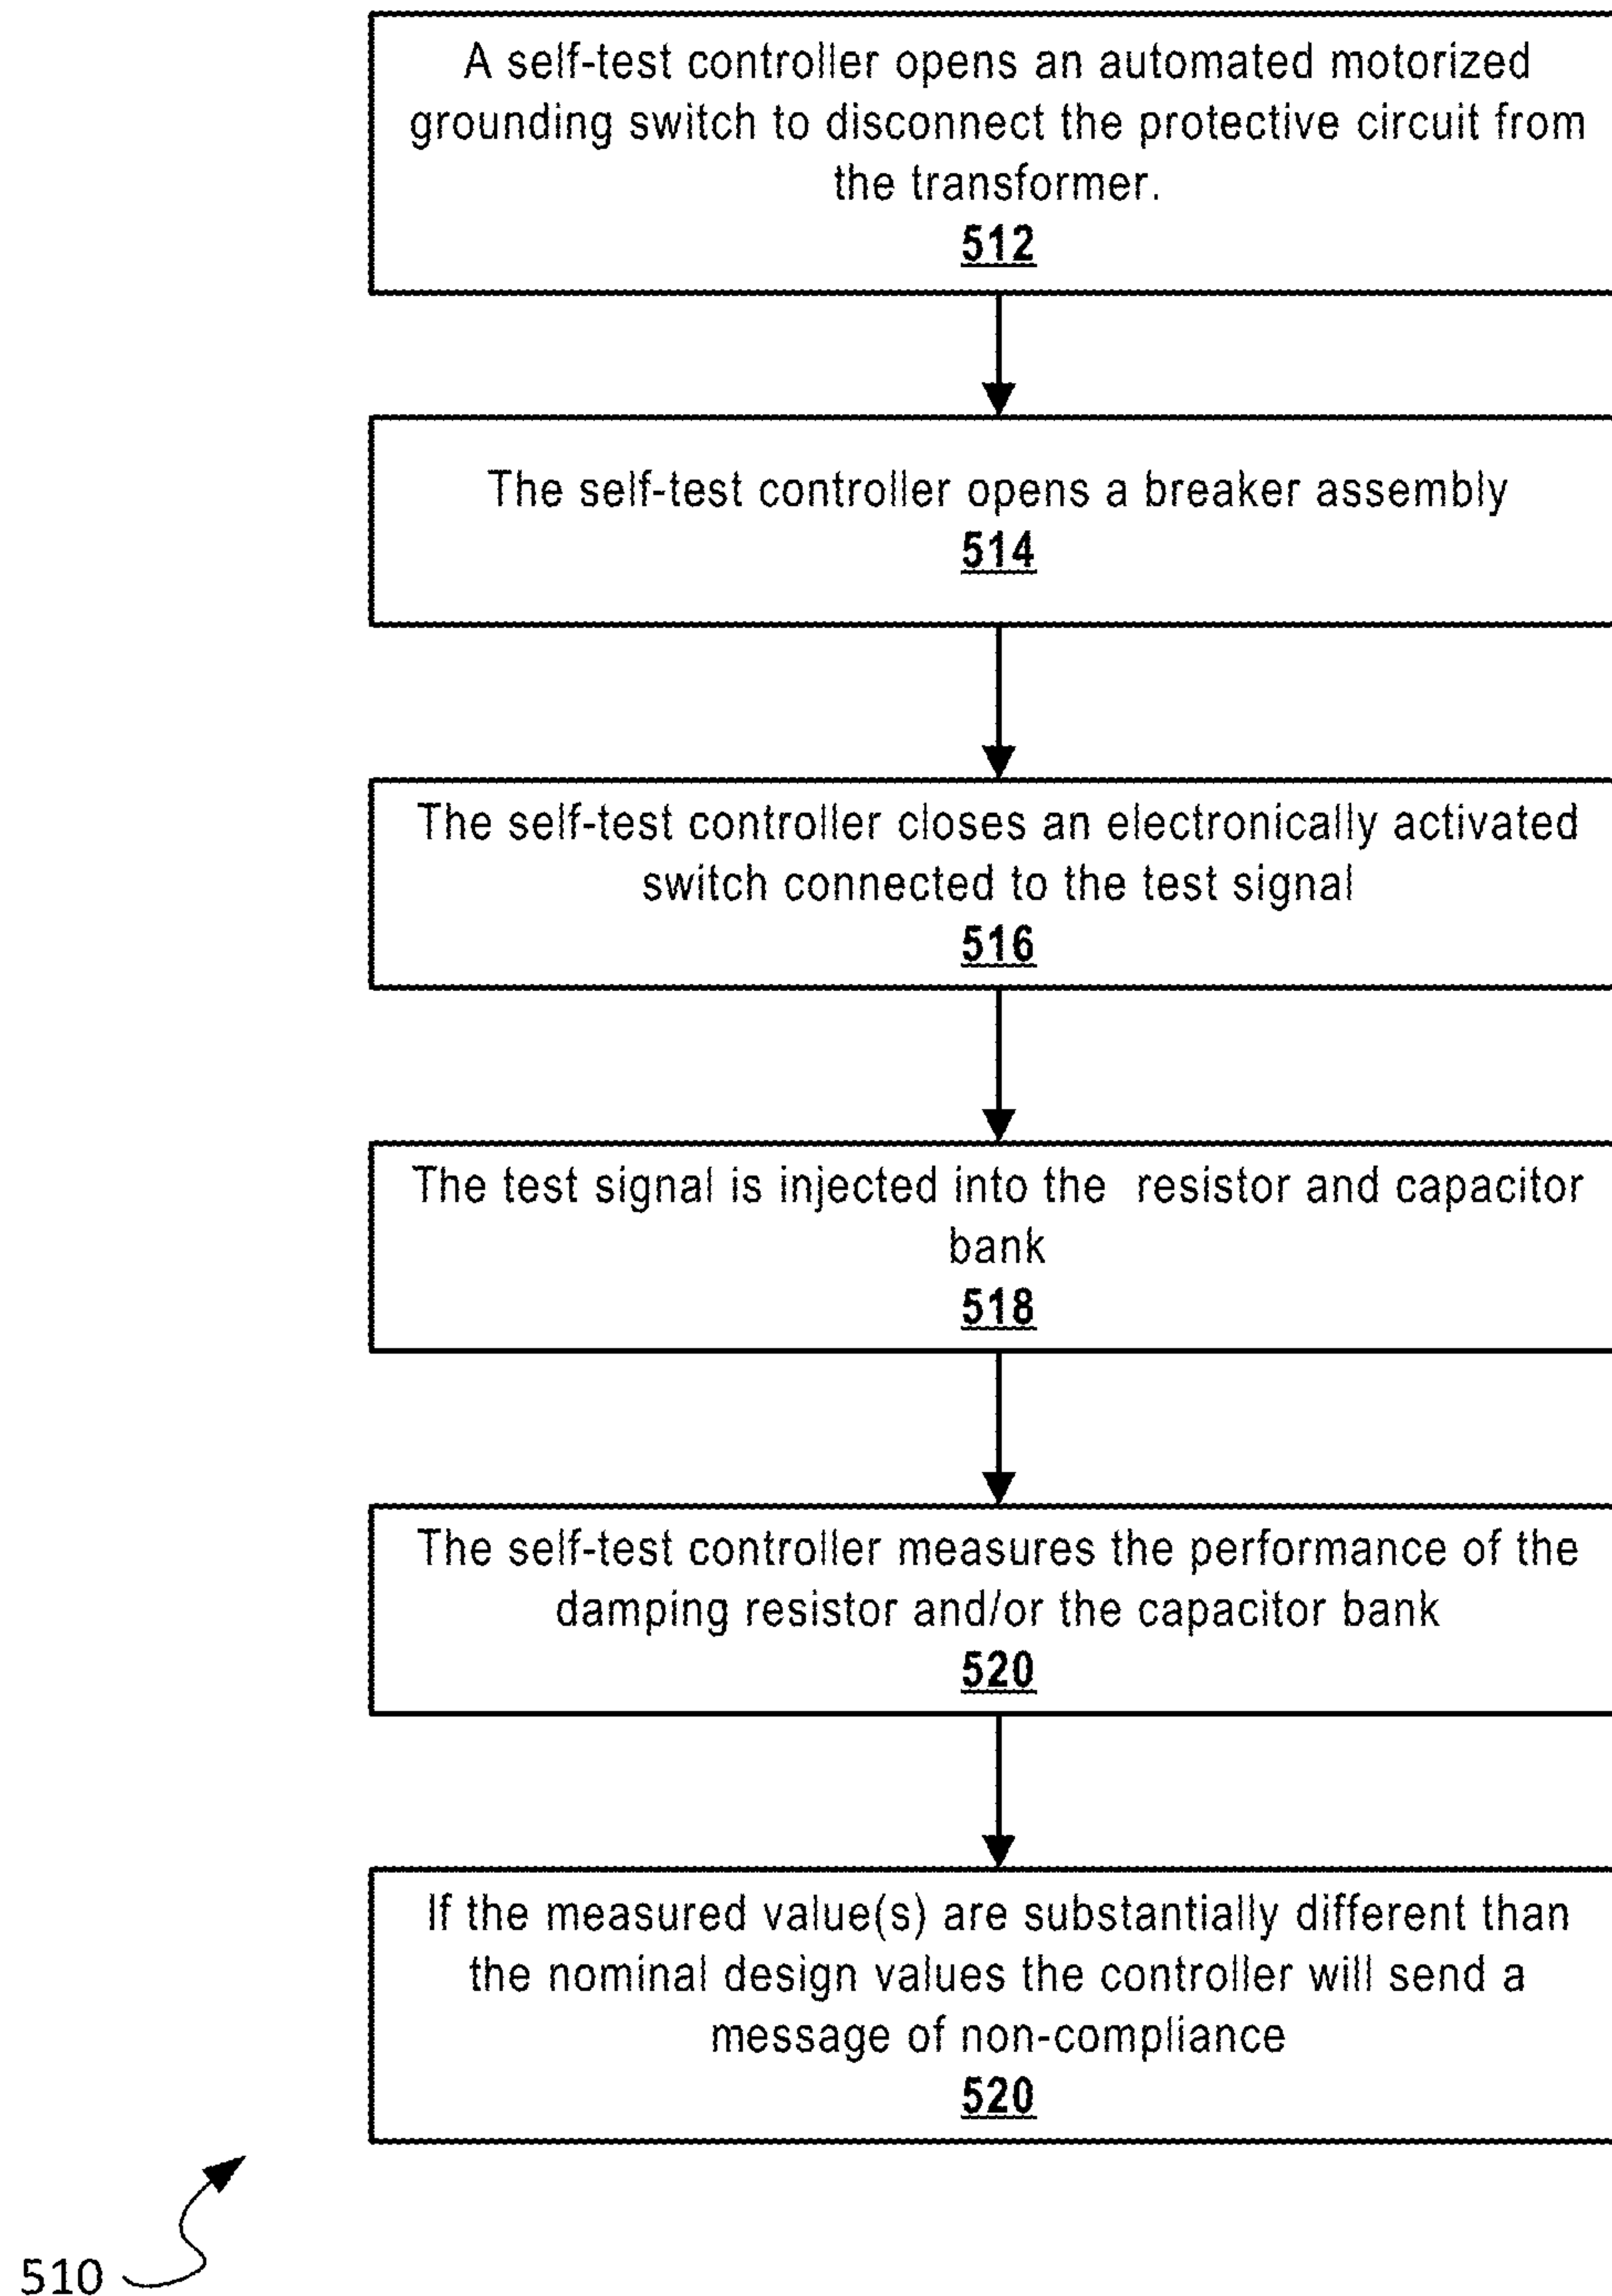 A self-test controller opens an automated motorized
grounding switch to disconnect the protective circuit from
the transformer.
512
The self-test controller opens a breaker assembly
514
The self-test controller closes an electronically activated
switch connected to the test signal
516
The test signal is injected into the resistor and capacitor
bank
518
The self-test controller measures the performance of the
damping resistor and/or the capacitor bank
520
If the measured value(s) are substantially different than
the nominal design values the controller will send a
message of non-compliance
520
510